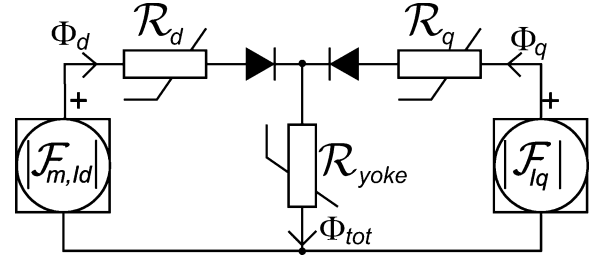 Φd
ℛd
ℛq
Φq
+
+
|ℱm,Id|
ℛyoke
|ℱIq|
Φtot